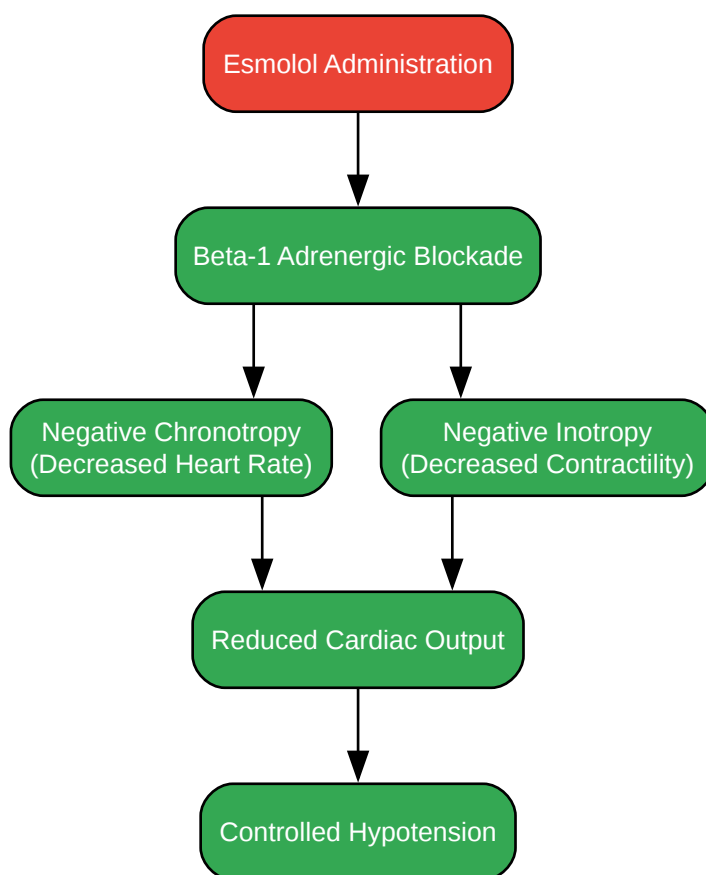 Esmolol Administration
Beta-1 Adrenergic Blockade
Negative Chronotropy
(Decreased Heart Rate)
Negative Inotropy
(Decreased Contractility)
Reduced Cardiac Output
Controlled Hypotension